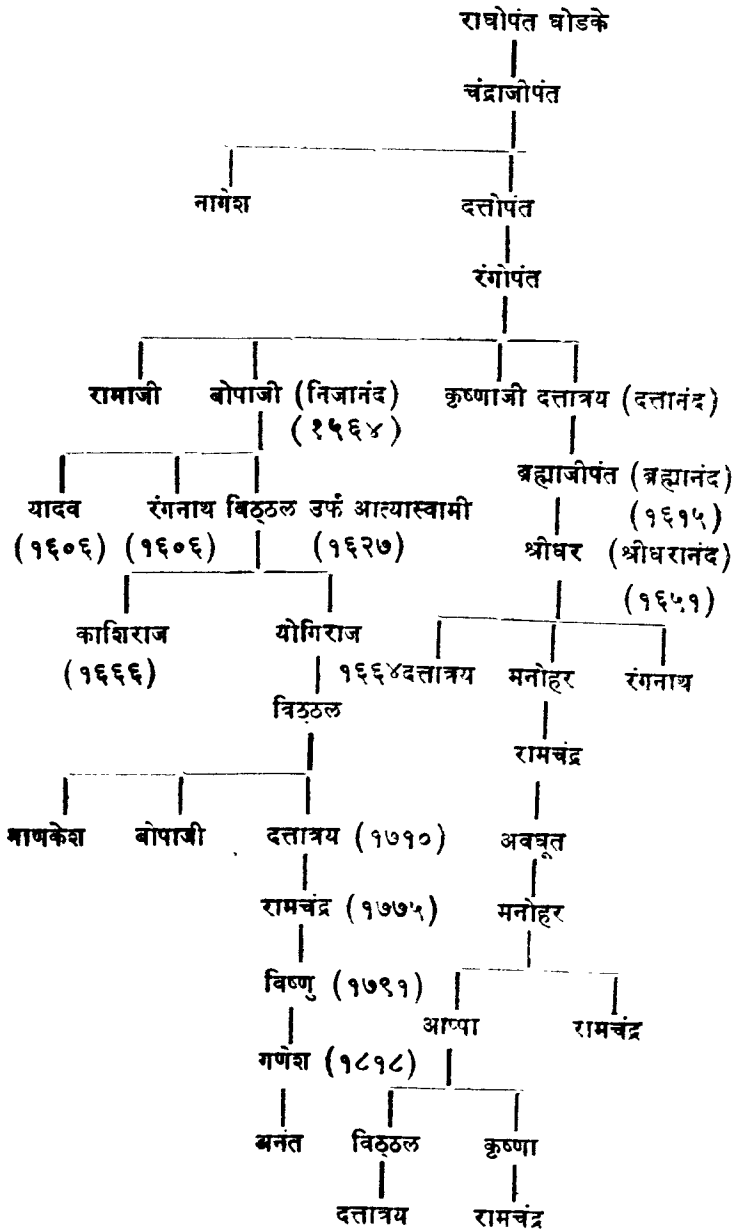 राघोपंत घोडके
चंद्राजीपंत
नागेश दत्तोपंत
रंगोपंत
रामाजी बोपाजी (निजानंद) कृष्णाजी दत्तात्रय (दत्तानंद)
(१५६४)
ब्रह्माजीपंत (ब्रह्मानंद)
यादव रंगनाथ विठ्ठल उर्फ आत्यास्वामी (१६१५)
(१६०६) (१६०६) (१६२७) श्रीधर (श्रीधरानंद)
(१६५१)
काशिराज योगिराज
(१६६६) १६६४दत्तात्रय मनोहर रंगनाथ
विठ्ठल
रामचंद्र
माणकेश बोपाजी दत्तात्रय (१७१०) अवधूत
रामचंद्र (१७७५) मनोहर
विष्णु (१७९१)
आप्पा रामचंद्र
गणेश (१८१८)
अनंत विठ्ठल कृष्णा
दत्तात्रय रामचंद्र